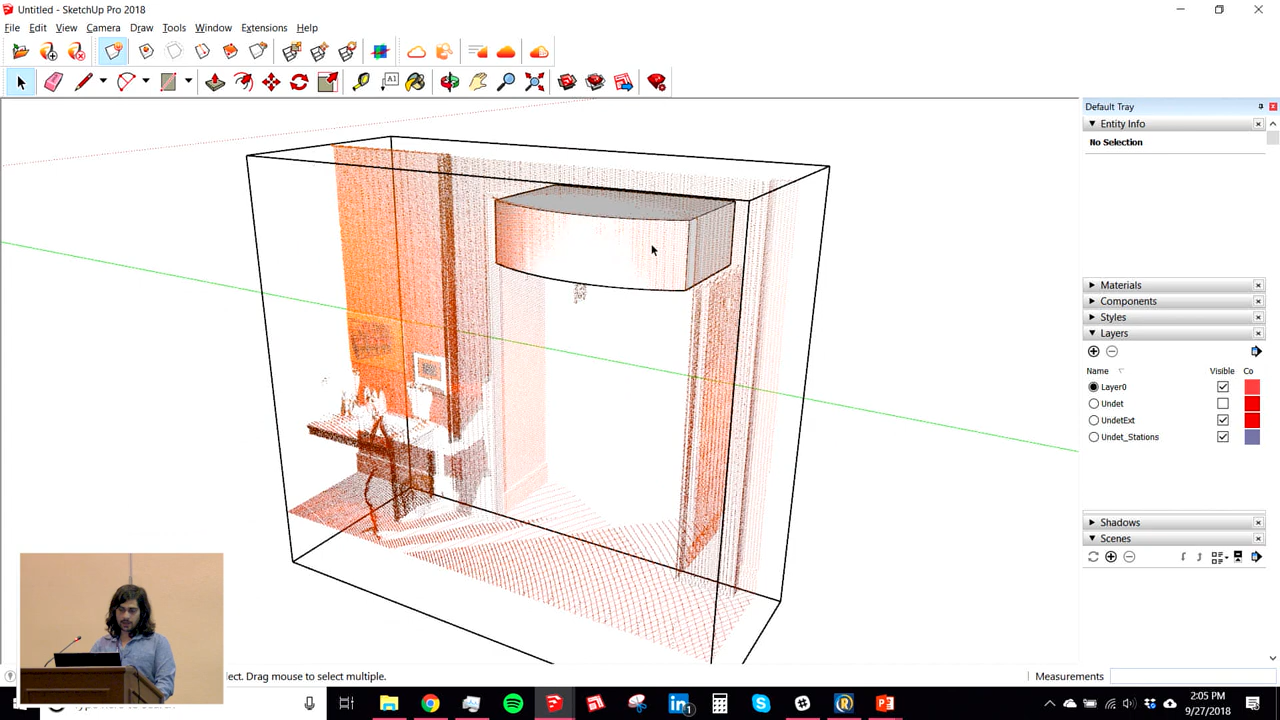 Untitled - SketchUp Pro 2018
File Edit View Camera Draw Tools Window Extensions Help
A1
Default Tray
Entity Info
No Selection
Materials
Components
Styles
Layers
Name Visible Co
Layer0
Undet
UndetExt
Undet_Stations
Shadows
Scenes
ect. Drag mouse to select multiple.
Measurements
1
2:05 PM
9/27/2018